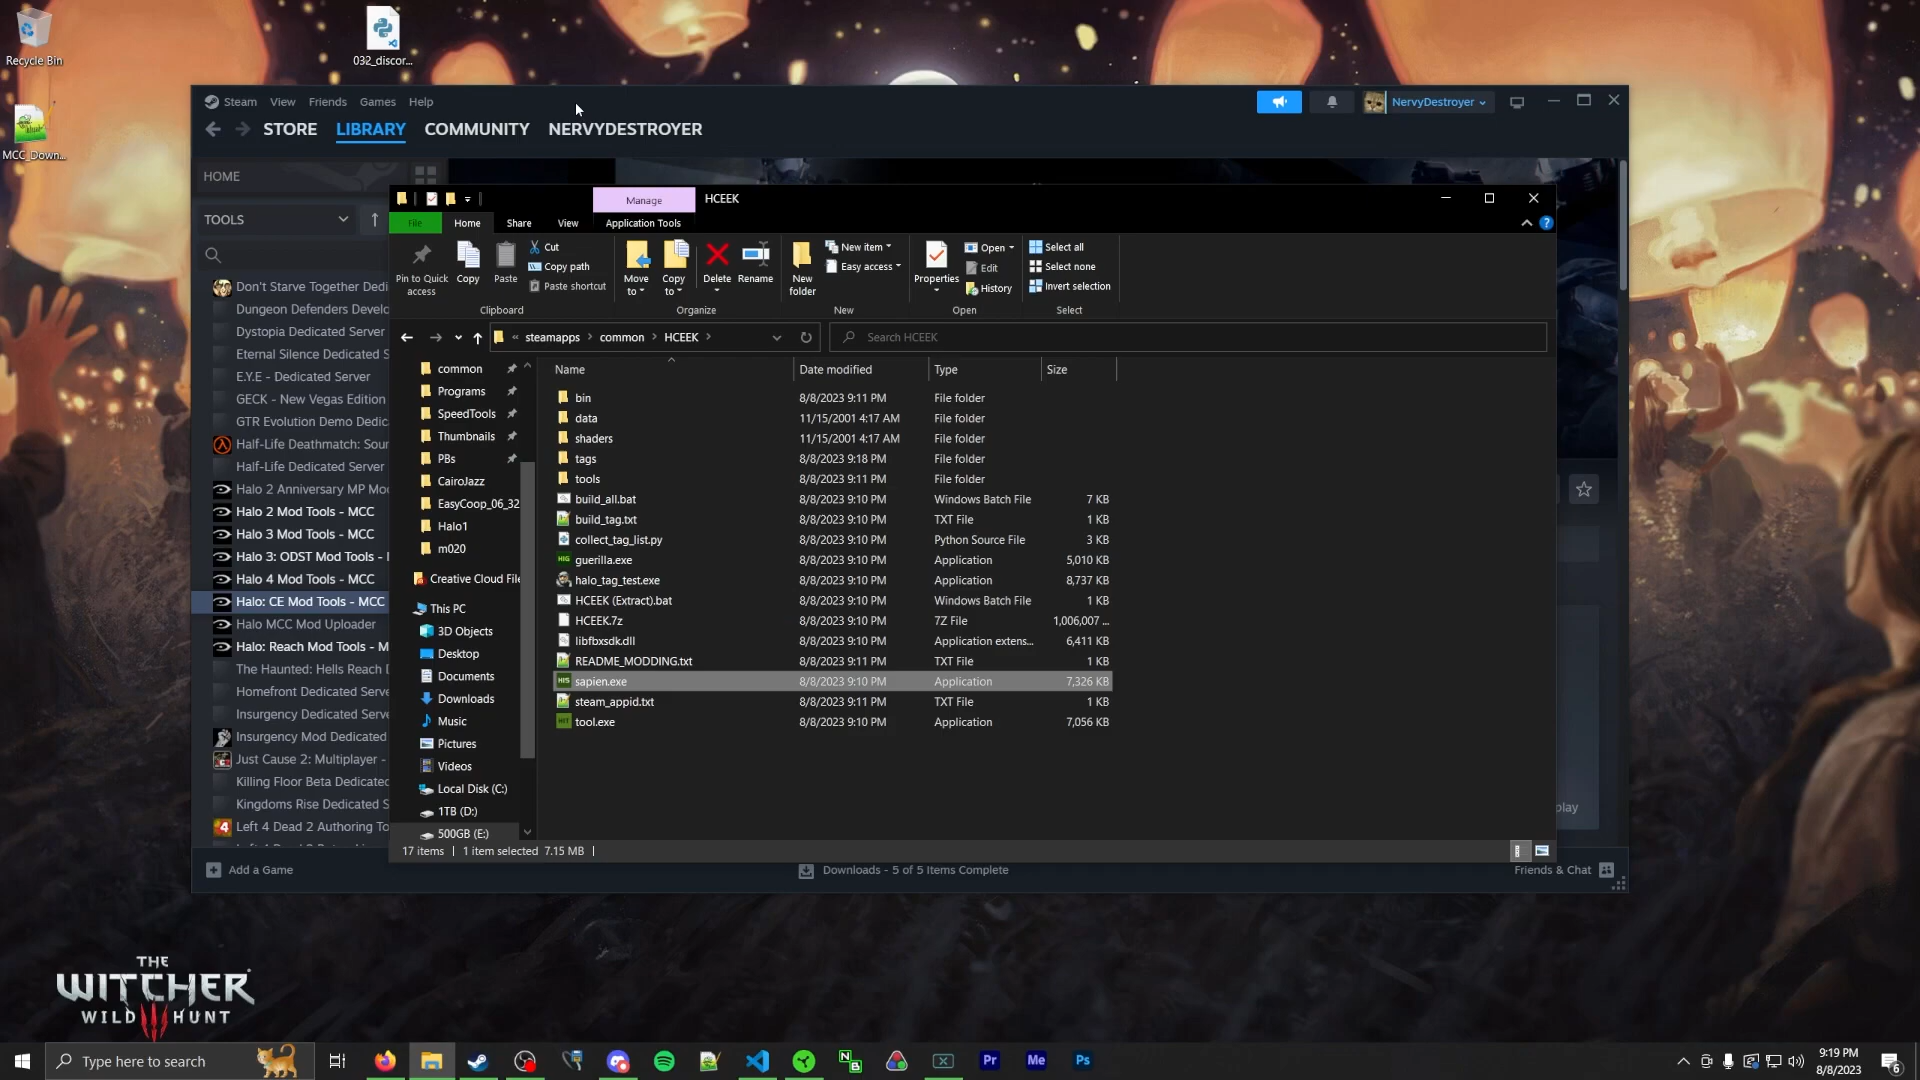 Recycle Bin
032_discor...
MCC_Down...
Steam View Friends Games Help
NervyDestroyer
STORE LIBRARY COMMUNITY NERVYDESTROYER
HOME
TOOLS
Don't Starve Together Dedi
Dungeon Defenders Develo
Dystopia Dedicated Server
Eternal Silence Dedicated S
E.Y.E - Dedicated Server
GECK - New Vegas Edition
GTR Evolution Demo Dedic
Half-Life Deathmatch: Sour
Half-Life Dedicated Server
Halo 2 Anniversary MP Mod
Halo 2 Mod Tools - MCC
Halo 3 Mod Tools - MCC
Halo 3: ODST Mod Tools -
Halo 4 Mod Tools - MCC
Halo: CE Mod Tools - MCC
Halo MCC Mod Uploader
Halo: Reach Mod Tools - M
The Haunted: Hells Reach
Homefront Dedicated Serve
Insurgency Dedicated Serve
Insurgency Mod Dedicated
Just Cause 2: Multiplayer -
Killing Floor Beta Dedicated
Kingdoms Rise Dedicated S
Left 4 Dead 2 Authoring To
Manage HCEEK
File Home Share View Application Tools
Pin to Quick access
Copy
Paste
Cut
Copy path
Paste shortcut
Clipboard
Move to
Copy to
Delete
Rename
Organize
New folder
New item
Easy access
New
Properties
Open
Edit
History
Open
Select all
Select none
Invert selection
Select
« steamapps > common > HCEEK >
Search HCEEK
common
Programs
SpeedTools
Thumbnails
PBs
CairoJazz
EasyCoop_06_32
Halo1
m020
Creative Cloud File
This PC
3D Objects
Desktop
Documents
Downloads
Music
Pictures
Videos
Local Disk (C:)
1TB (D:)
500GB (E:)
Name Date modified Type Size
bin 8/8/2023 9:11 PM File folder
data 11/15/2001 4:17 AM File folder
shaders 11/15/2001 4:17 AM File folder
tags 8/8/2023 9:18 PM File folder
tools 8/8/2023 9:11 PM File folder
build_all.bat 8/8/2023 9:10 PM Windows Batch File 7 KB
build_tag.txt 8/8/2023 9:10 PM TXT File 1 KB
collect_tag_list.py 8/8/2023 9:10 PM Python Source File 3 KB
guerilla.exe 8/8/2023 9:10 PM Application 5,010 KB
halo_tag_test.exe 8/8/2023 9:10 PM Application 8,737 KB
HCEEK (Extract).bat 8/8/2023 9:10 PM Windows Batch File 1 KB
HCEEK.7z 8/8/2023 9:10 PM 7Z File 1,006,007 ...
libfbxsdk.dll 8/8/2023 9:10 PM Application extens... 6,411 KB
README_MODDING.txt 8/8/2023 9:11 PM TXT File 1 KB
sapien.exe 8/8/2023 9:10 PM Application 7,326 KB
steam_appid.txt 8/8/2023 9:11 PM TXT File 1 KB
tool.exe 8/8/2023 9:10 PM Application 7,056 KB
17 items 1 item selected 7.15 MB
play
Add a Game
Downloads - 5 of 5 Items Complete
Friends & Chat
THE
WITCHER
WILD HUNT
Type here to search
Pr Me Ps
9:19 PM
8/8/2023
6